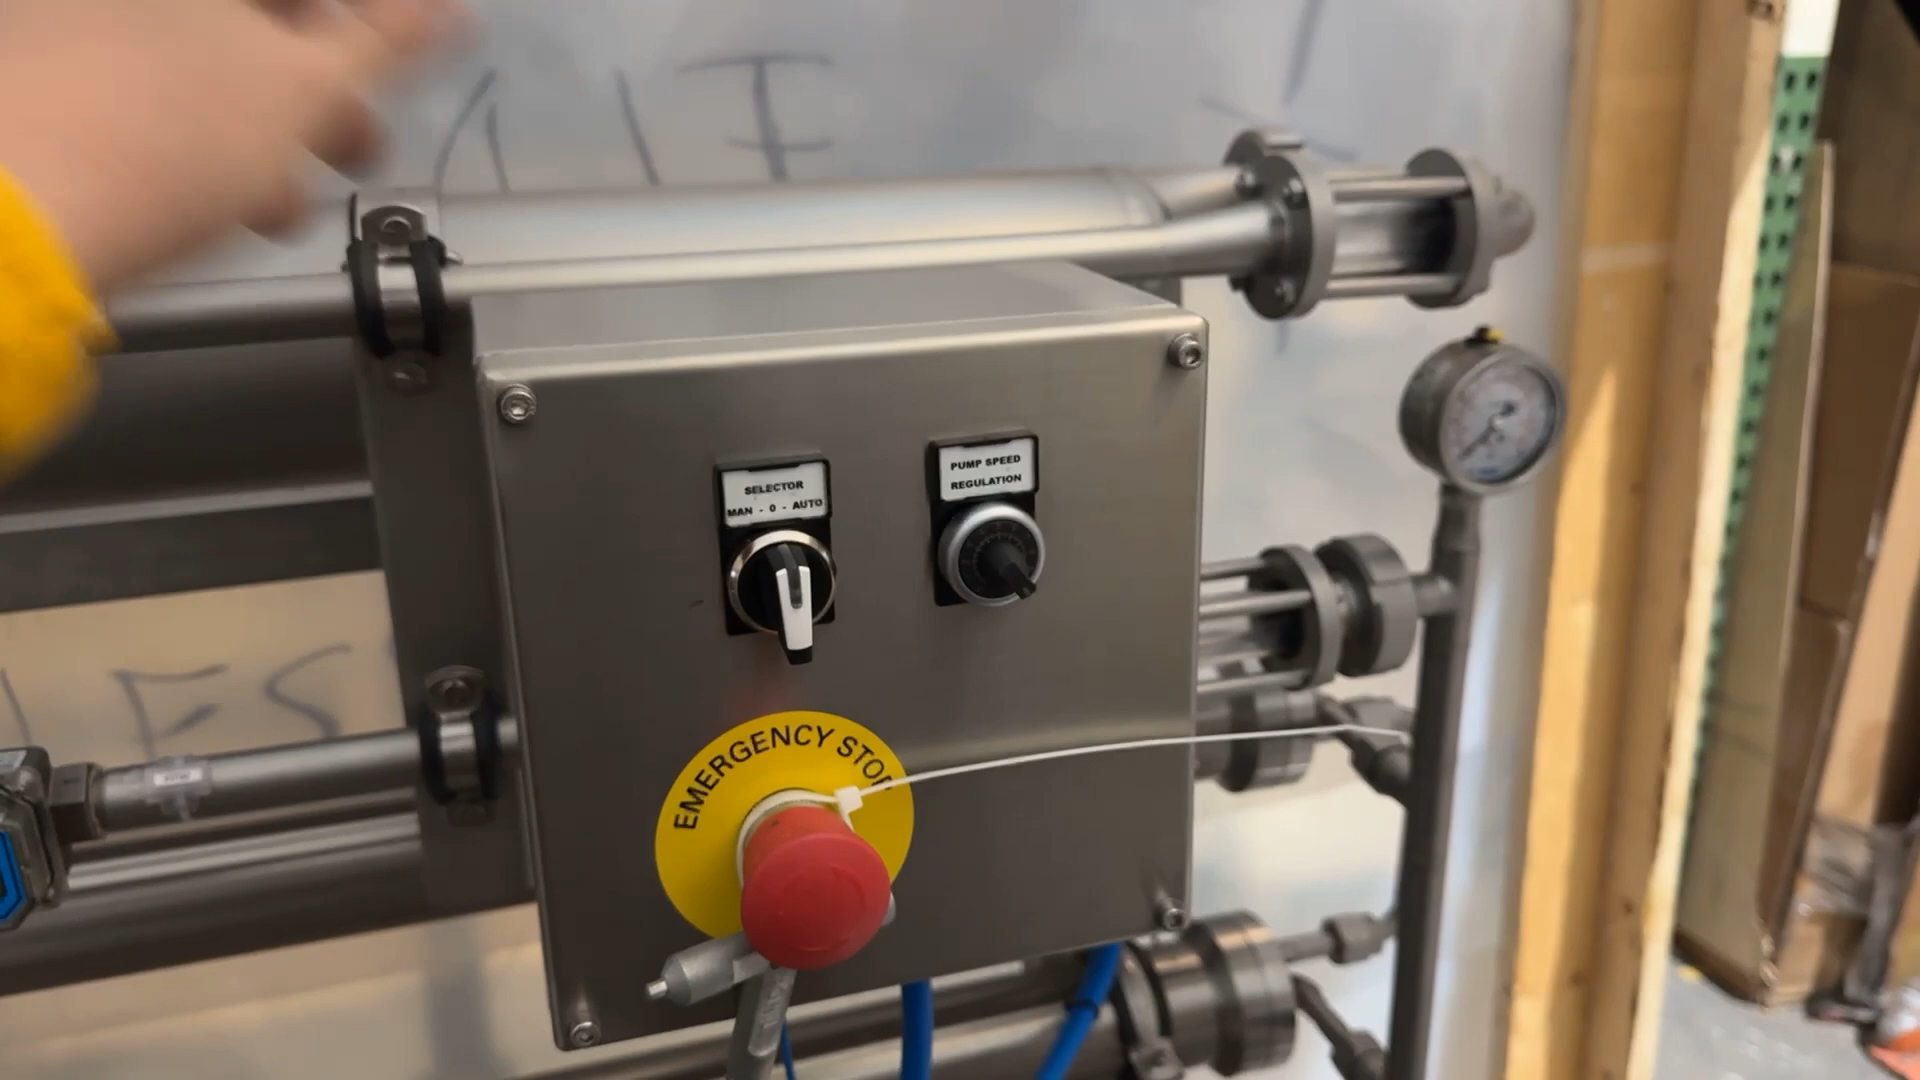 SELECTOR
MAN - 0 - AUTO
PUMP SPEED
REGULATION
EMERGENCY STOP